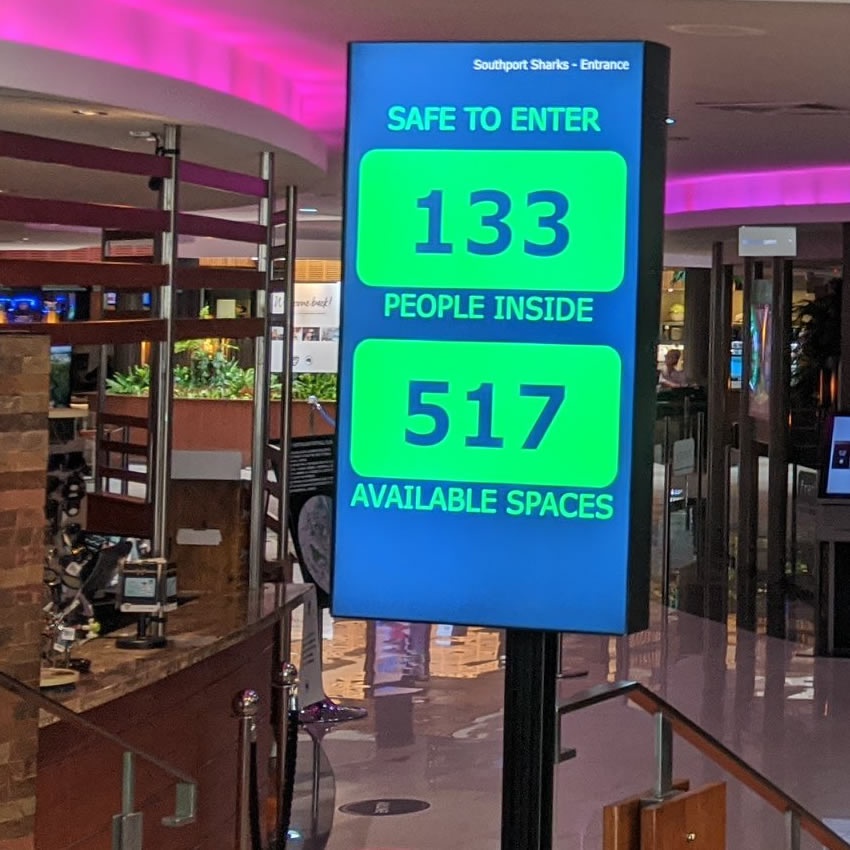 Southport Sharks - Entrance
SAFE TO ENTER
133
PEOPLE INSIDE
517
AVAILABLE SPACES